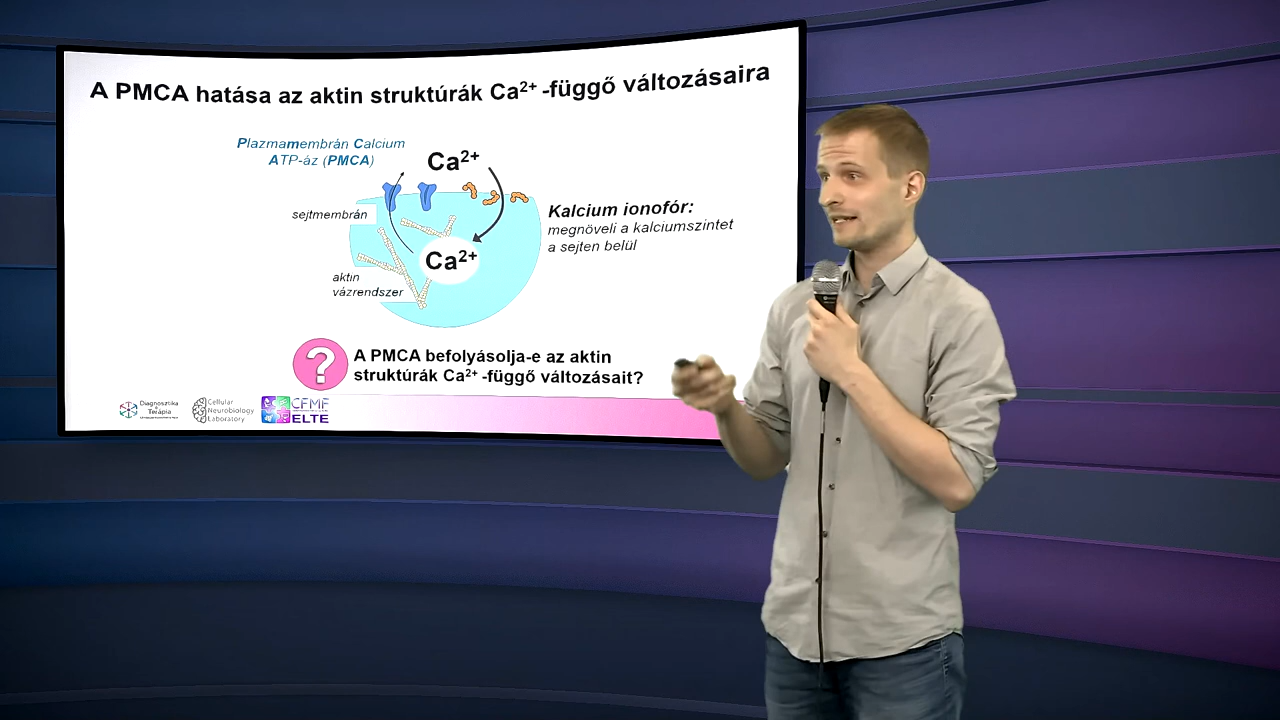 A PMCA hatása az aktin struktúrák Ca²⁺ -függő változásaira
Plazmamembrán Calcium
ATP-áz (PMCA)
Ca²⁺
sejtmembrán
Kalcium ionofór:
megnöveli a kalciumszintet
a sejten belül
Ca²⁺
aktin
vázrendszer
?
A PMCA befolyásolja-e az aktin
struktúrák Ca²⁺ -függő változásait?
Diagnosztika
Terápia
Cellular
Neurobiology
Laboratory
CFMF
ELTE